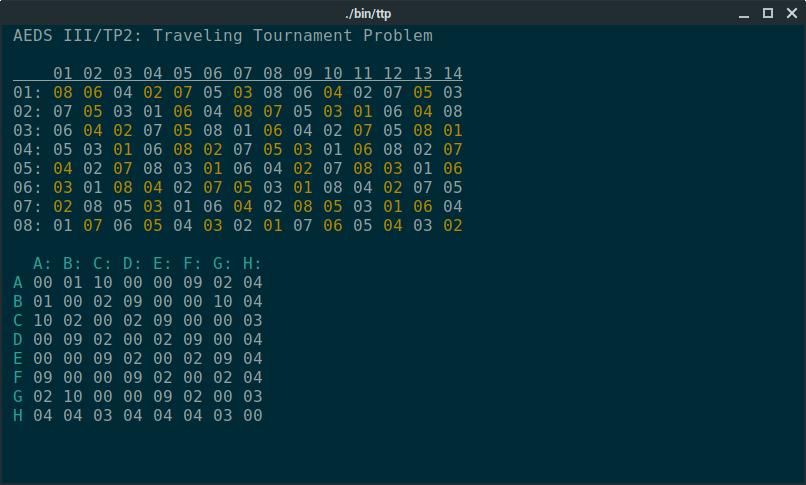 ./bin/ttp
AEDS III/TP2: Traveling Tournament Problem
01 02 03 04 05 06 07 08 09 10 11 12 13 14
01: 08 06 04 02 07 05 03 08 06 04 02 07 05 03
02: 07 05 03 01 06 04 08 07 05 03 01 06 04 08
03: 06 04 02 07 05 08 01 06 04 02 07 05 08 01
04: 05 03 01 06 08 02 07 05 03 01 06 08 02 07
05: 04 02 07 08 03 01 06 04 02 07 08 03 01 06
06: 03 01 08 04 02 07 05 03 01 08 04 02 07 05
07: 02 08 05 03 01 06 04 02 08 05 03 01 06 04
08: 01 07 06 05 04 03 02 01 07 06 05 04 03 02
A: B: C: D: E: F: G: H:
A 00 01 10 00 00 09 02 04
B 01 00 02 09 00 00 10 04
C 10 02 00 02 09 00 00 03
D 00 09 02 00 02 09 00 04
E 00 00 09 02 00 02 09 04
F 09 00 00 09 02 00 02 04
G 02 10 00 00 09 02 00 03
H 04 04 03 04 04 04 03 00